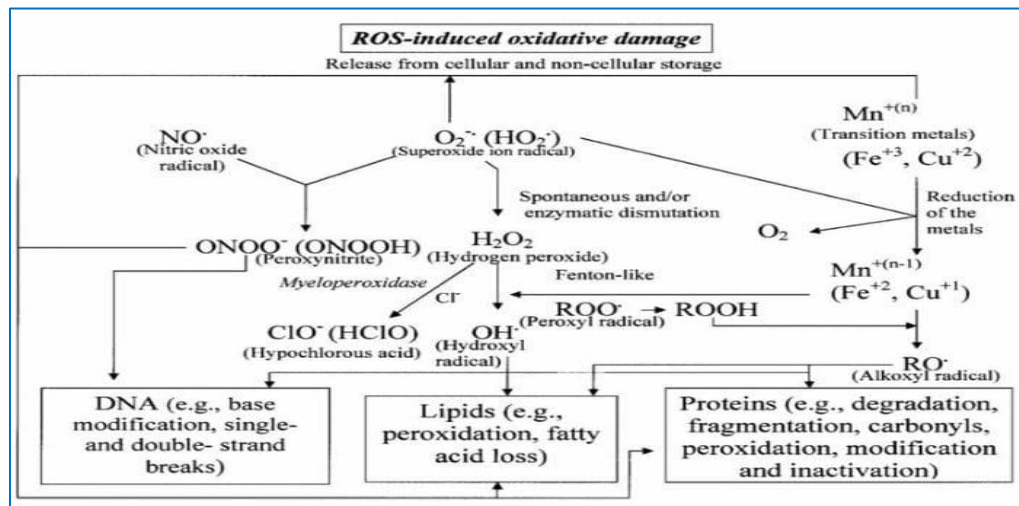 ROS-induced oxidative damage
Release from cellular and non-cellular storage
NO·
(Nitric oxide
radical)
O₂⁻· (HO₂·)
(Superoxide ion radical)
Mn⁺⁽ⁿ⁾
(Transition metals)
(Fe⁺³, Cu⁺²)
Spontaneous and/or
enzymatic dismutation
Reduction
of the
metals
O₂
ONOO⁻ (ONOOH)
(Peroxynitrite)
H₂O₂
(Hydrogen peroxide)
Myeloperoxidase
Cl⁻
Fenton-like
Mn⁺⁽ⁿ⁻¹⁾
(Fe⁺², Cu⁺¹)
ROO·
(Peroxyl radical)
ROOH
ClO⁻ (HClO)
(Hypochlorous acid)
OH·
(Hydroxyl
radical)
RO·
(Alkoxyl radical)
DNA (e.g., base
modification, single-
and double- strand
breaks)
Lipids (e.g.,
peroxidation, fatty
acid loss)
Proteins (e.g., degradation,
fragmentation, carbonyls,
peroxidation, modification
and inactivation)